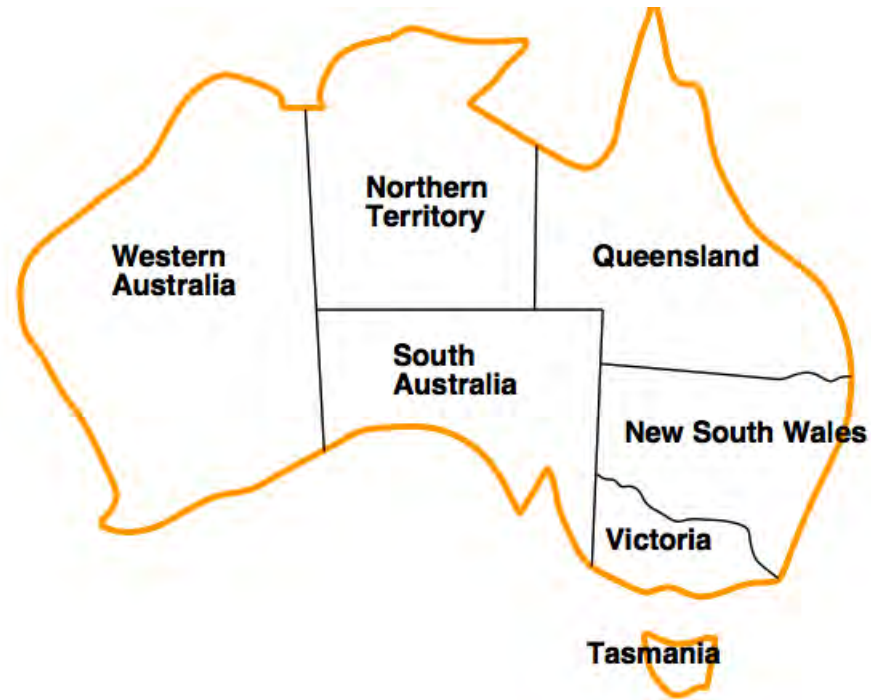 Northern
Territory
Western
Australia
Queensland
South
Australia
New South Wales
Victoria
Tasmania